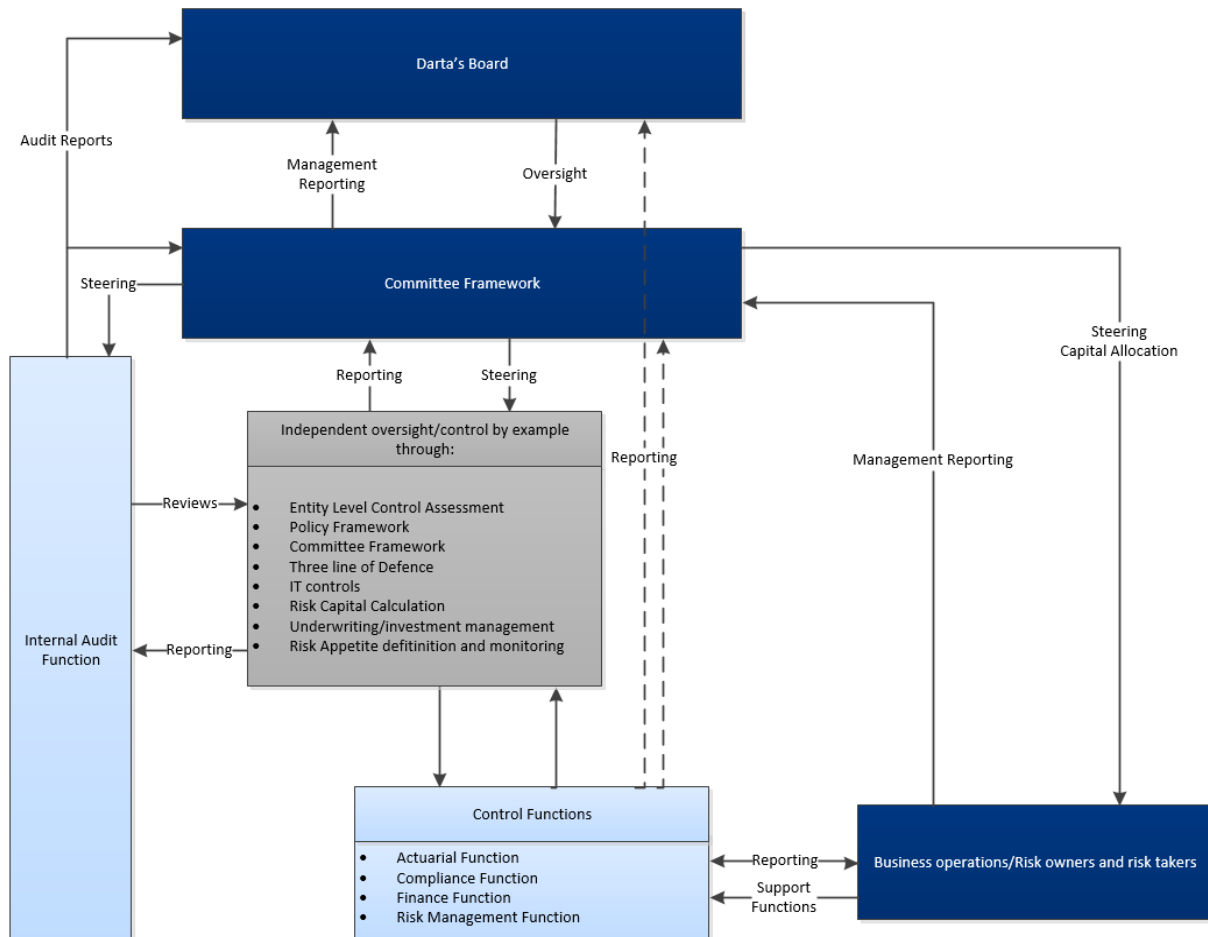 Darta's Board
Audit Reports
Management
Reporting
Oversight
Committee Framework
Steering
Steering
Capital Allocation
Reporting
Steering
Independent oversight/control by example
through:
Reporting
Management Reporting
Reviews
• Entity Level Control Assessment
• Policy Framework
• Committee Framework
• Three line of Defence
• IT controls
• Risk Capital Calculation
• Underwriting/investment management
• Risk Appetite defitinition and monitoring
Internal Audit
Function
Reporting
Control Functions
• Actuarial Function
• Compliance Function
• Finance Function
• Risk Management Function
Reporting
Support
Functions
Business operations/Risk owners and risk takers